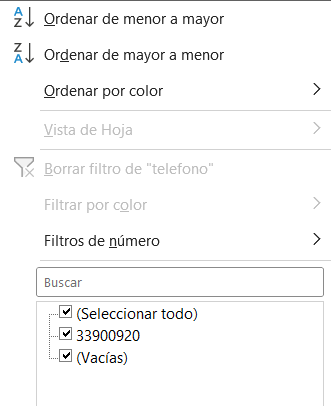 Ordenar de menor a mayor
Ordenar de mayor a menor
Ordenar por color
Vista de Hoja
Borrar filtro de "telefono"
Filtrar por color
Filtros de número
Buscar
(Seleccionar todo)
33900920
(Vacías)